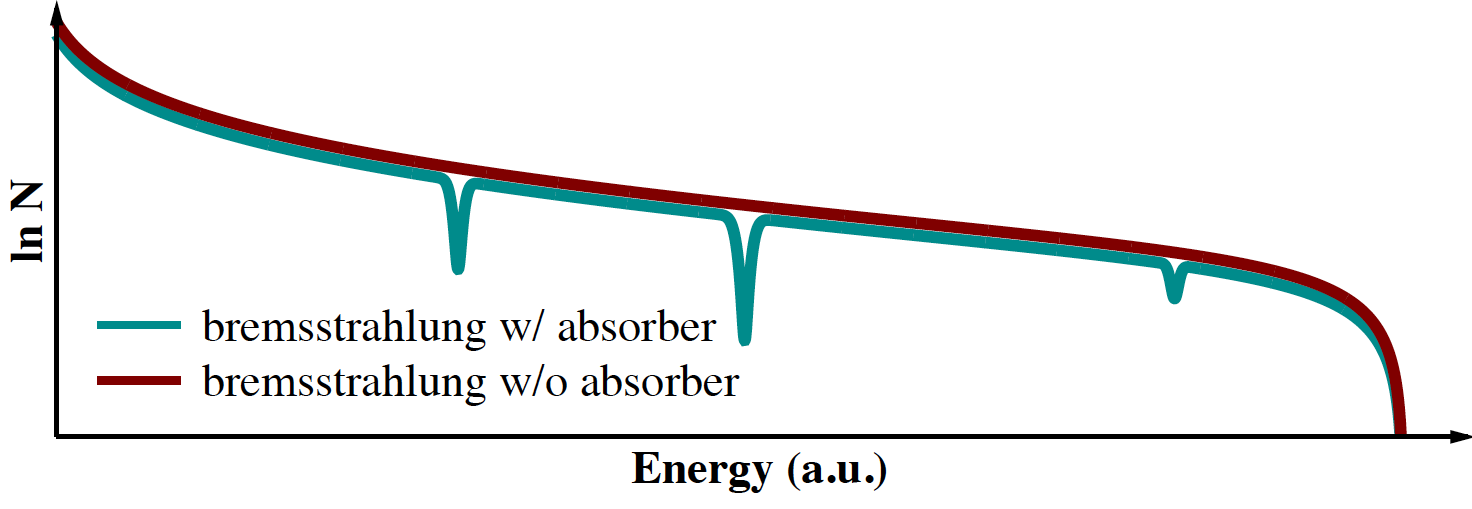 ln N
bremsstrahlung w/ absorber
bremsstrahlung w/o absorber
Energy (a.u.)